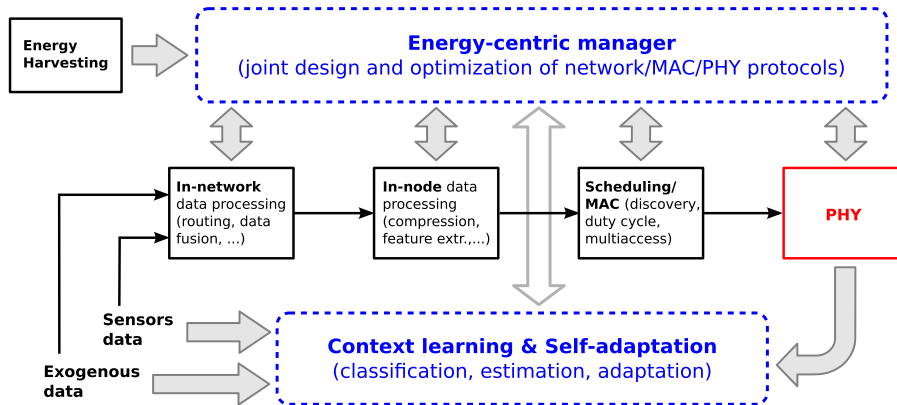 Energy
Harvesting
Energy-centric manager
(joint design and optimization of network/MAC/PHY protocols)
In-network
data processing
(routing, data
fusion, ...)
In-node data
processing
(compression,
feature extr.,...)
Scheduling/
MAC (discovery,
duty cycle,
multiaccess)
PHY
Sensors
data
Exogenous
data
Context learning & Self-adaptation
(classification, estimation, adaptation)